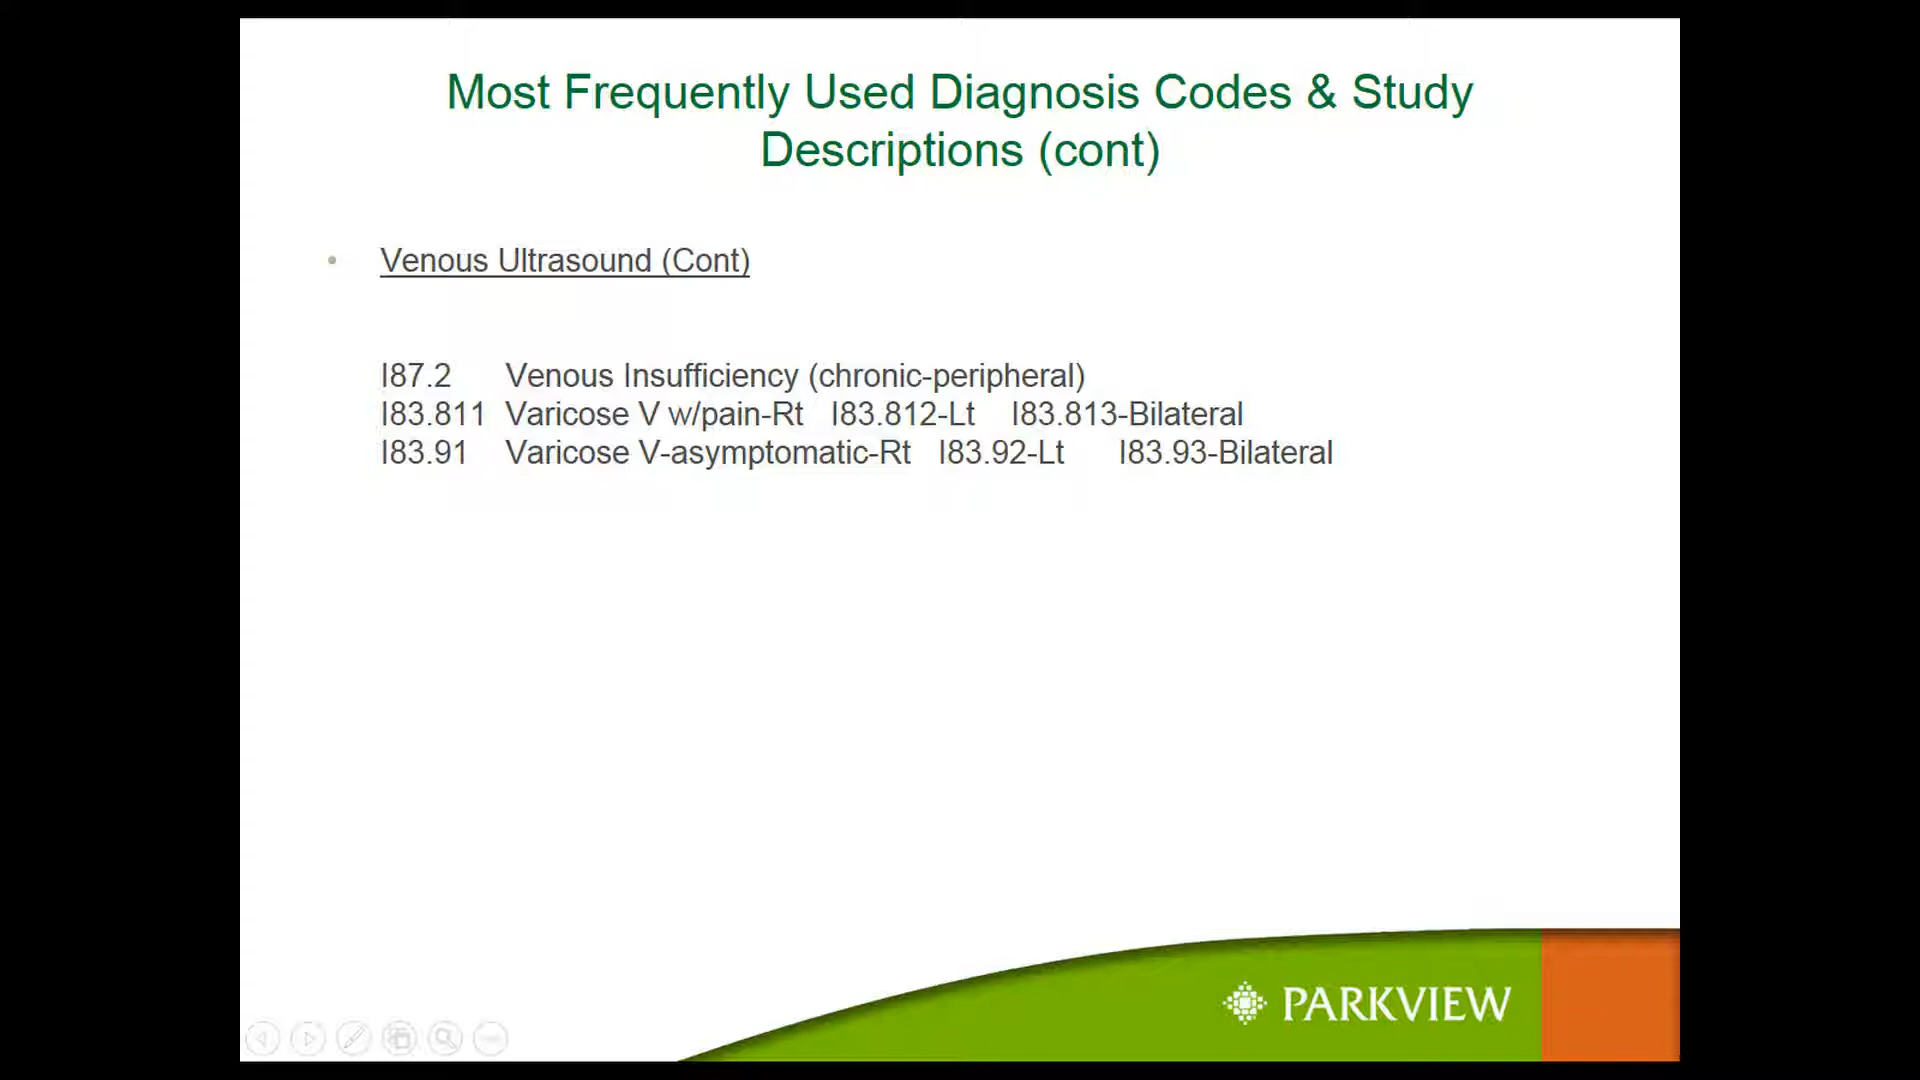 Most Frequently Used Diagnosis Codes & Study
Descriptions (cont)
• Venous Ultrasound (Cont)
I87.2 Venous Insufficiency (chronic-peripheral)
I83.811 Varicose V w/pain-Rt I83.812-Lt I83.813-Bilateral
I83.91 Varicose V-asymptomatic-Rt I83.92-Lt I83.93-Bilateral
PARKVIEW